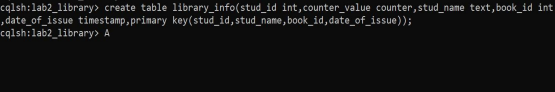 cqlsh:lab2_library> create table library_info(stud_id int,counter_value counter,stud_name text,book_id int
,date_of_issue timestamp,primary key(stud_id,stud_name,book_id,date_of_issue));
cqlsh:lab2_library> A